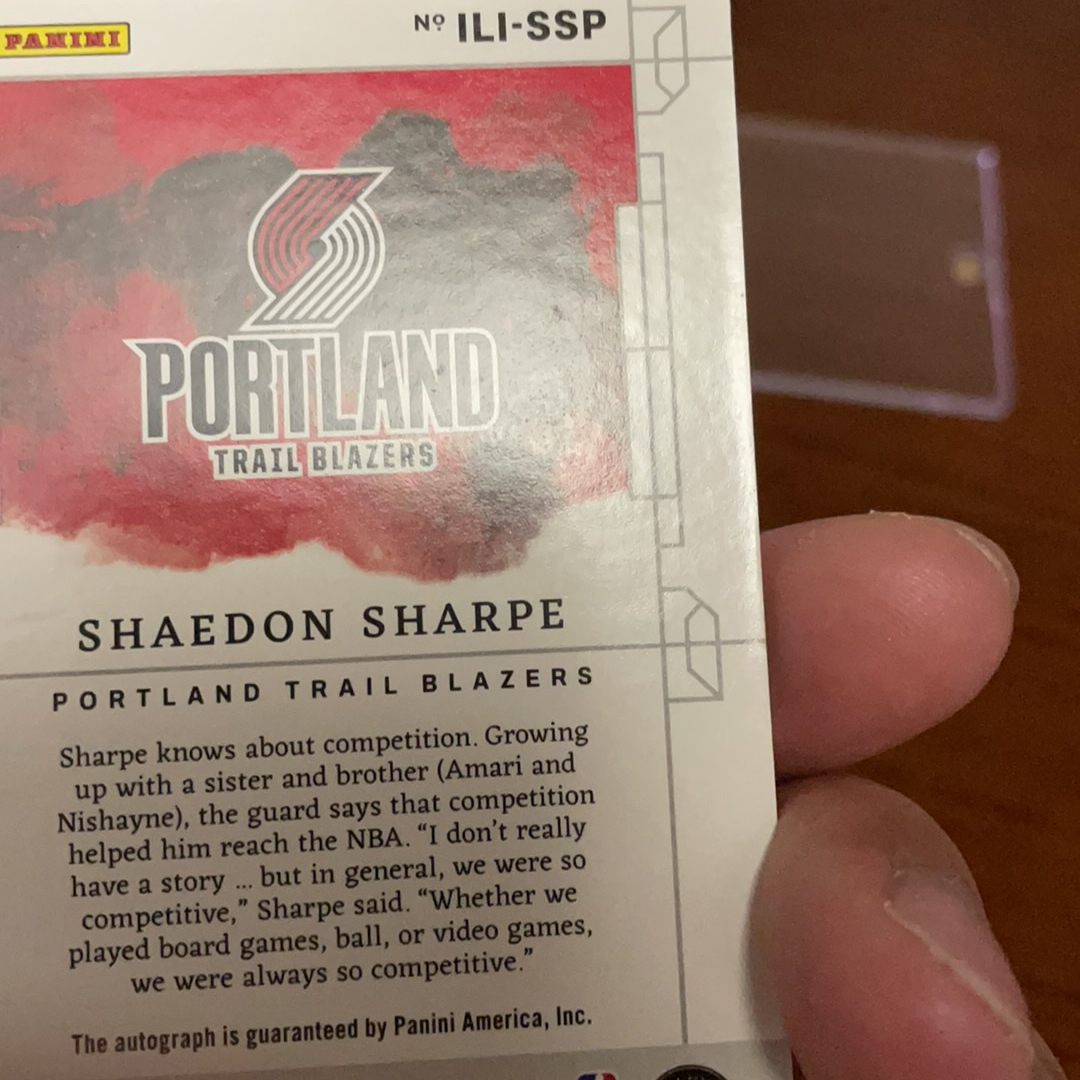 PANINI
Nº ILI-SSP
PORTLAND
TRAIL BLAZERS
SHAEDON SHARPE
PORTLAND TRAIL BLAZERS
Sharpe knows about competition. Growing
up with a sister and brother (Amari and
Nishayne), the guard says that competition
helped him reach the NBA. “I don’t really
have a story ... but in general, we were so
competitive,” Sharpe said. “Whether we
played board games, ball, or video games,
we were always so competitive.”
The autograph is guaranteed by Panini America, Inc.